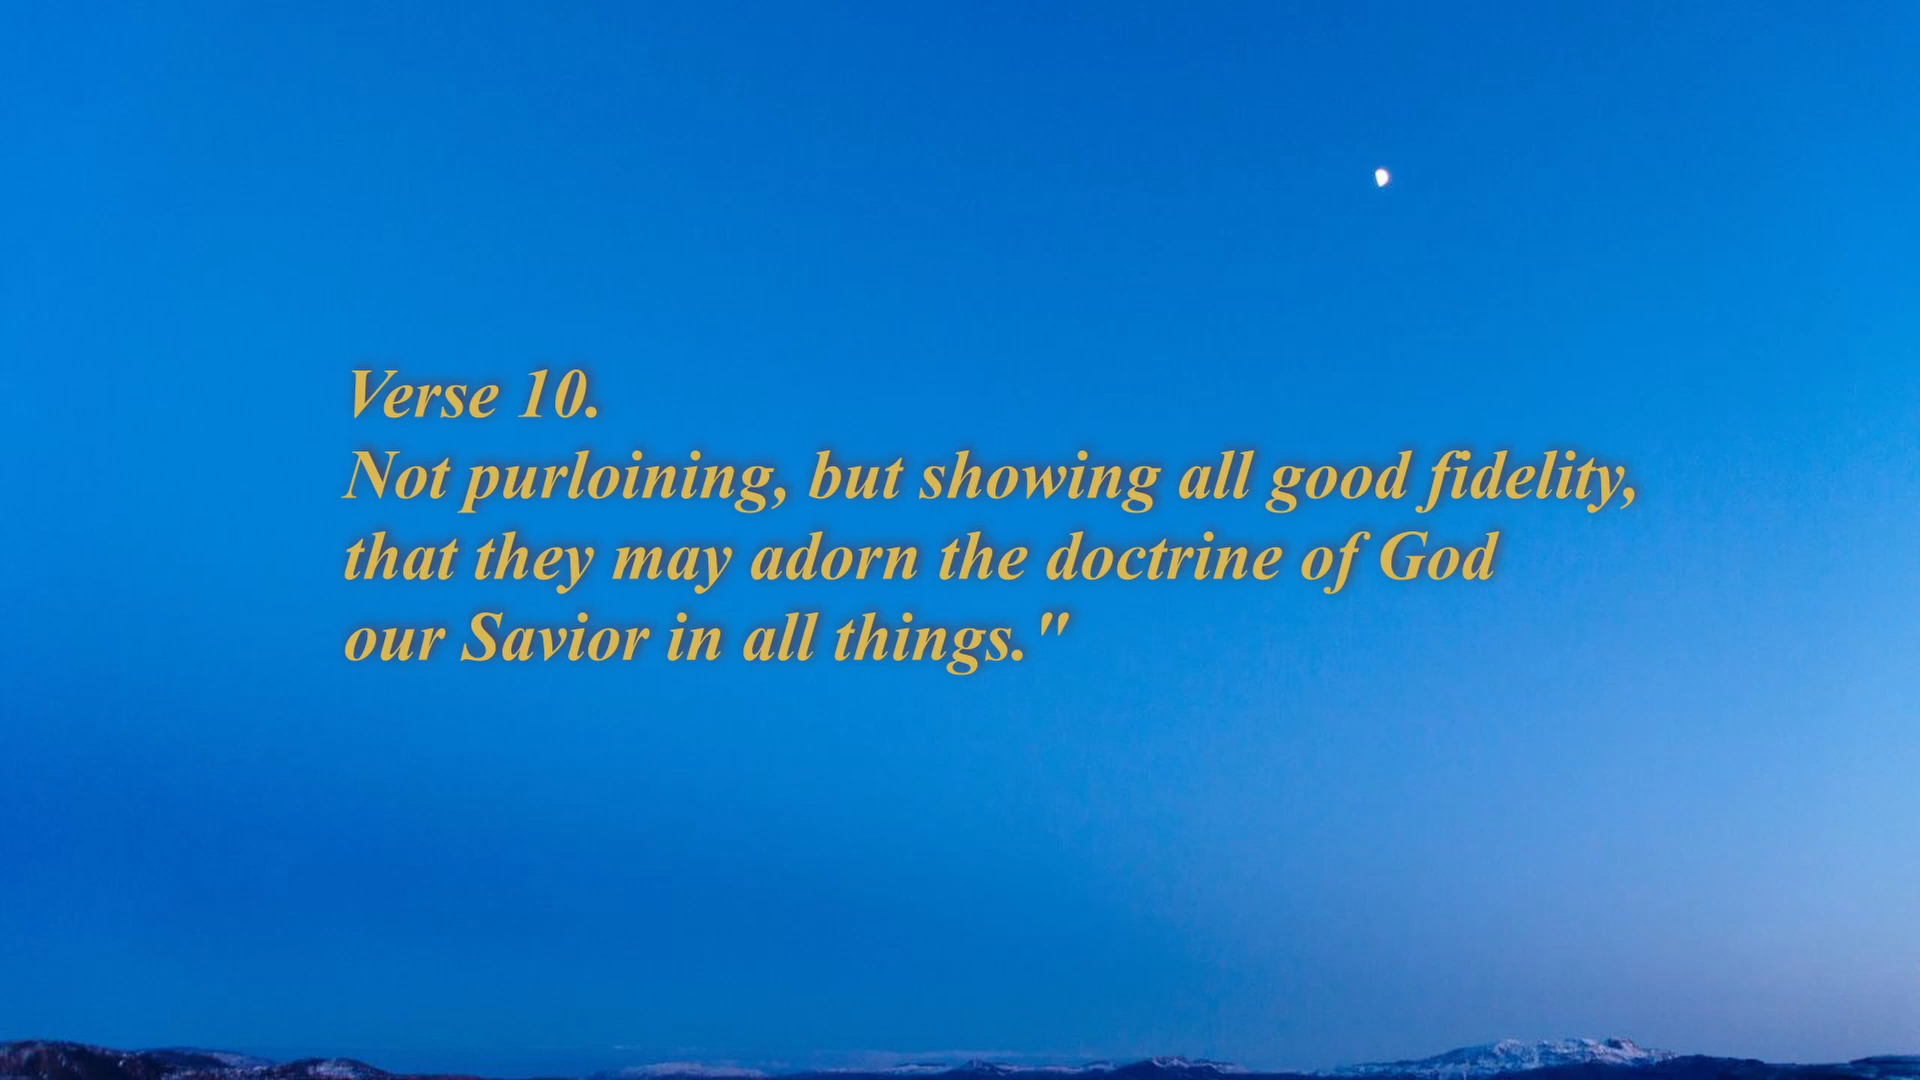 Verse 10.
Not purloining, but showing all good fidelity,
that they may adorn the doctrine of God
our Savior in all things."